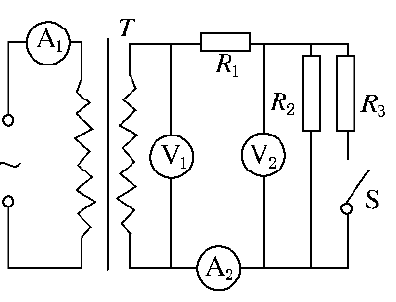 T
A₁
R₁
R₂
R₃
V₁
V₂
~
S
A₂